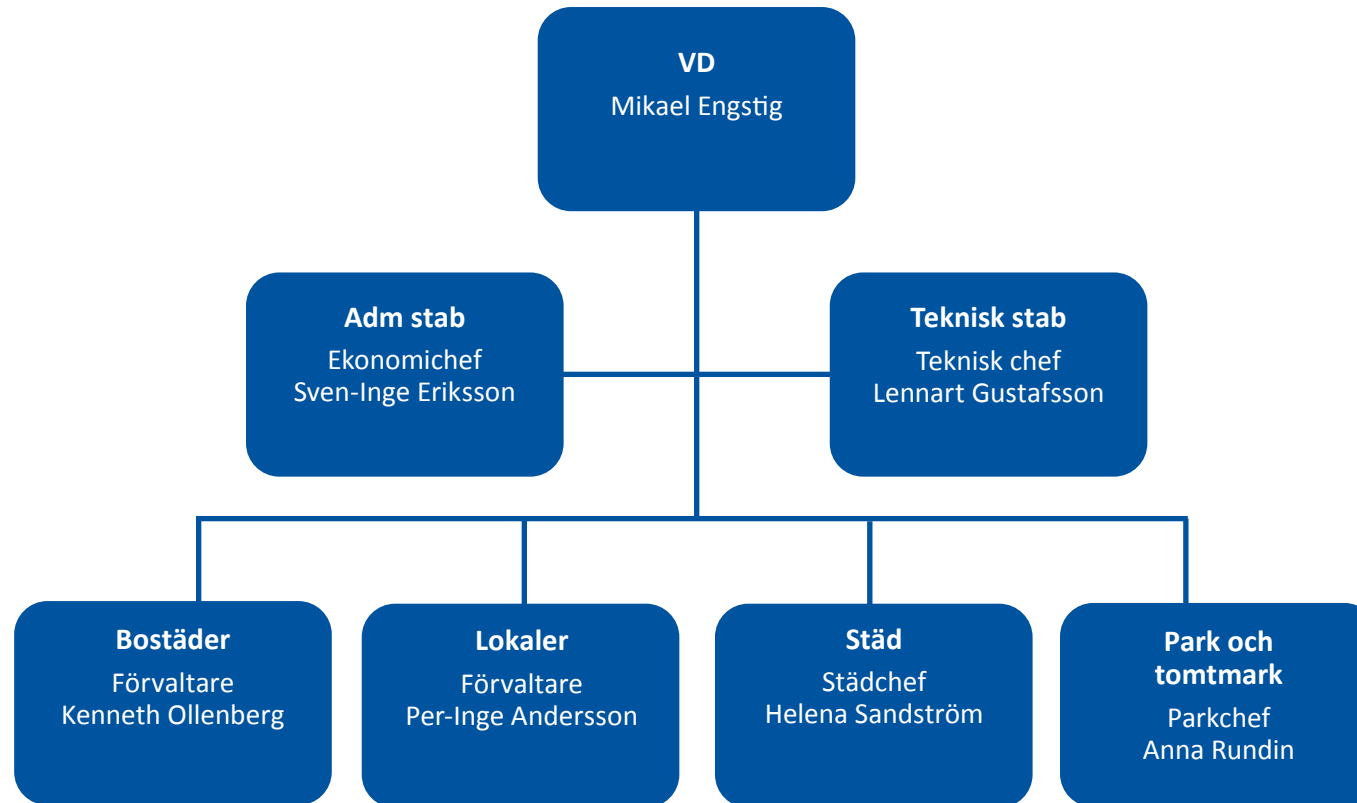 VD
Mikael Engstig
Adm stab
Ekonomichef
Sven-Inge Eriksson
Teknisk stab
Teknisk chef
Lennart Gustafsson
Bostäder
Förvaltare
Kenneth Ollenberg
Lokaler
Förvaltare
Per-Inge Andersson
Städ
Städchef
Helena Sandström
Park och
tomtmark
Parkchef
Anna Rundin